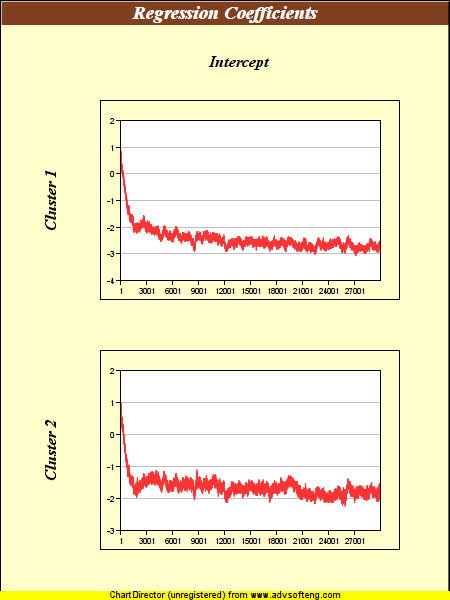 Regression Coefficients
Intercept
Cluster 1
2
1
0
-1
-2
-3
-4
1 3001 6001 9001 12001 15001 18001 21001 24001 27001
Cluster 2
2
1
0
-1
-2
-3
1 3001 6001 9001 12001 15001 18001 21001 24001 27001
ChartDirector (unregistered) from www.advsofteng.com